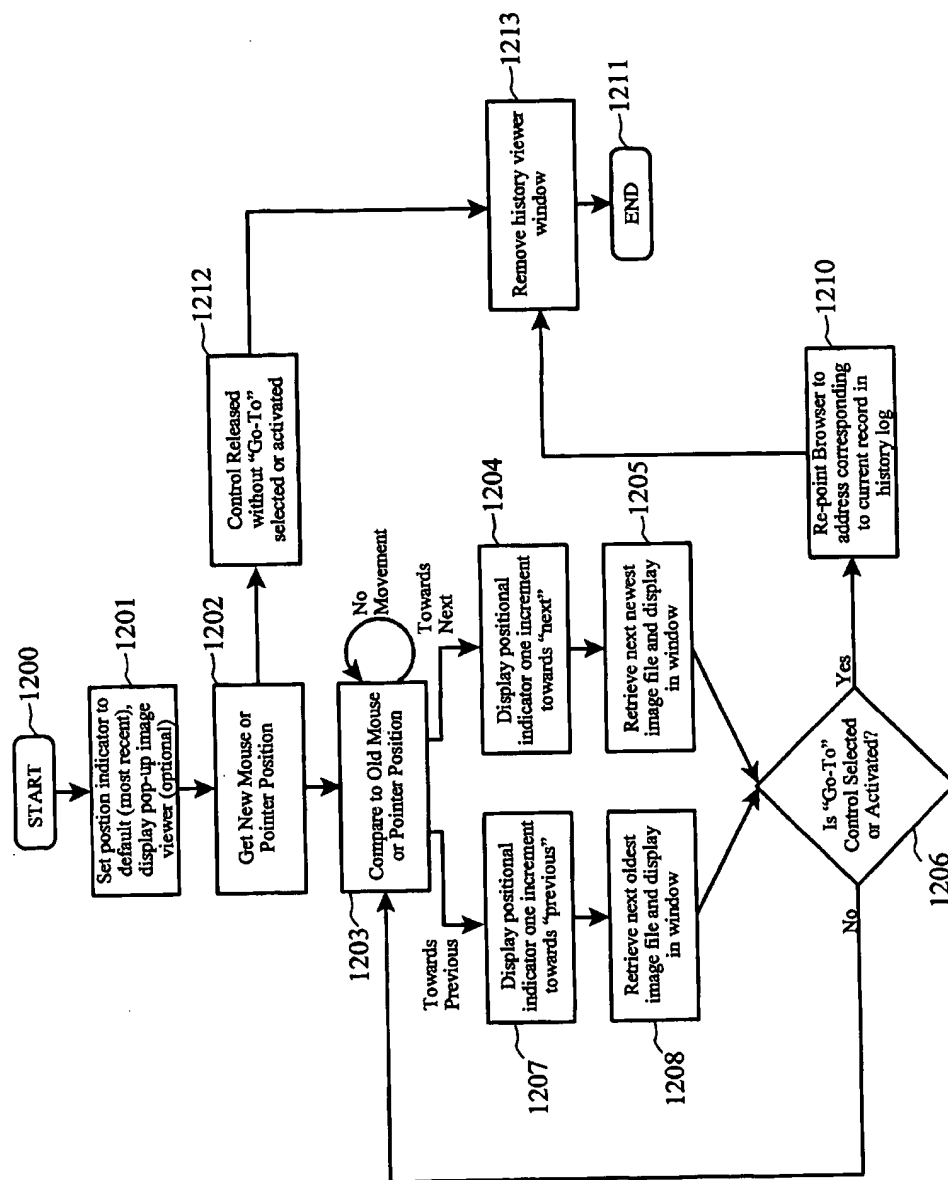 START
1200
Set postion indicator to
default (most recent),
display pop-up image
viewer (optional)
1201
Get New Mouse or
Pointer Position
1202
Control Released
without "Go-To"
selected or activated
1212
Compare to Old Mouse
or Pointer Position
1203
No
Movement
Towards
Previous
Towards
Next
Display positional
indicator one increment
towards "previous"
1207
Display positional
indicator one increment
towards "next"
1204
Retrieve next oldest
image file and display
in window
1208
Retrieve next newest
image file and display
in window
1205
Is "Go-To"
Control Selected
or Activated?
1206
No
Yes
Re-point Browser to
address corresponding
to current record in
history log
1210
Remove history viewer
window
1213
END
1211